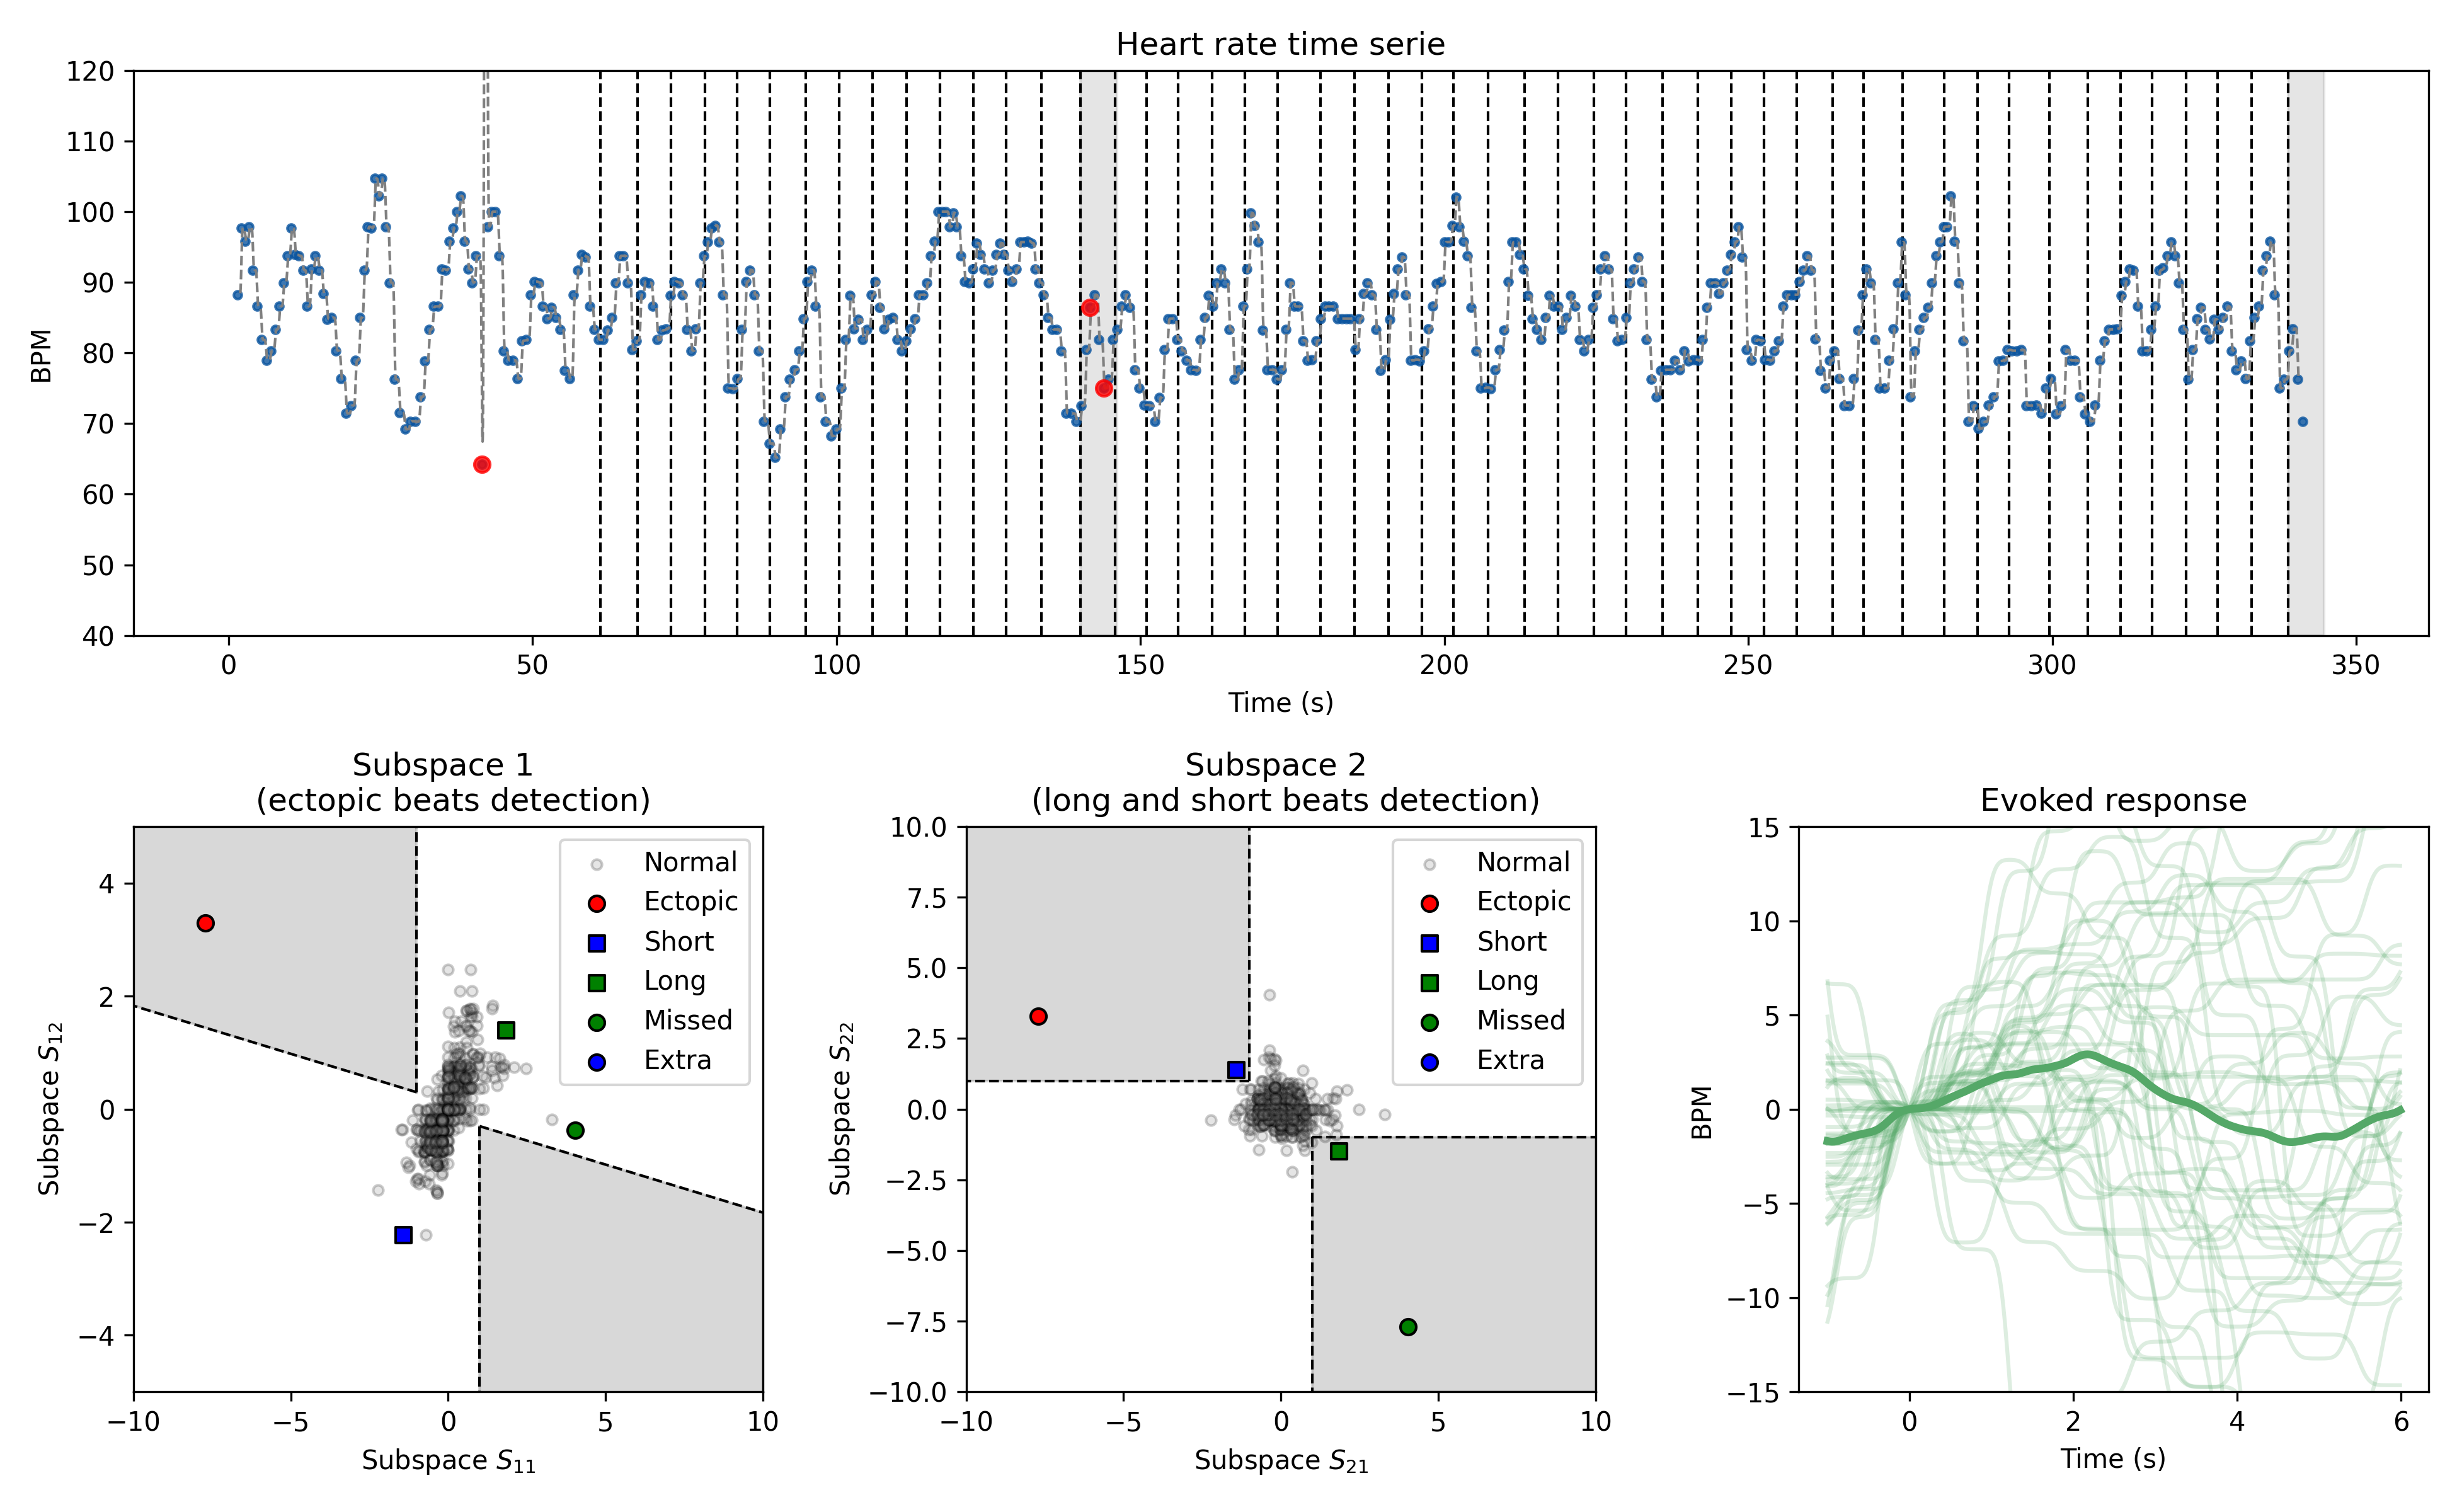 Heart rate time serie
120
110
100
90
80
70
60
50
40
BPM
0 50 100 150 200 250 300 350
Time (s)
Subspace 1
(ectopic beats detection)
4
2
0
−2
−4
Subspace S₁₂
−10 −5 0 5 10
Subspace S₁₁
Normal
Ectopic
Short
Long
Missed
Extra
Subspace 2
(long and short beats detection)
10.0
7.5
5.0
2.5
0.0
−2.5
−5.0
−7.5
−10.0
Subspace S₂₂
−10 −5 0 5 10
Subspace S₂₁
Normal
Ectopic
Short
Long
Missed
Extra
Evoked response
15
10
5
0
−5
−10
−15
BPM
0 2 4 6
Time (s)